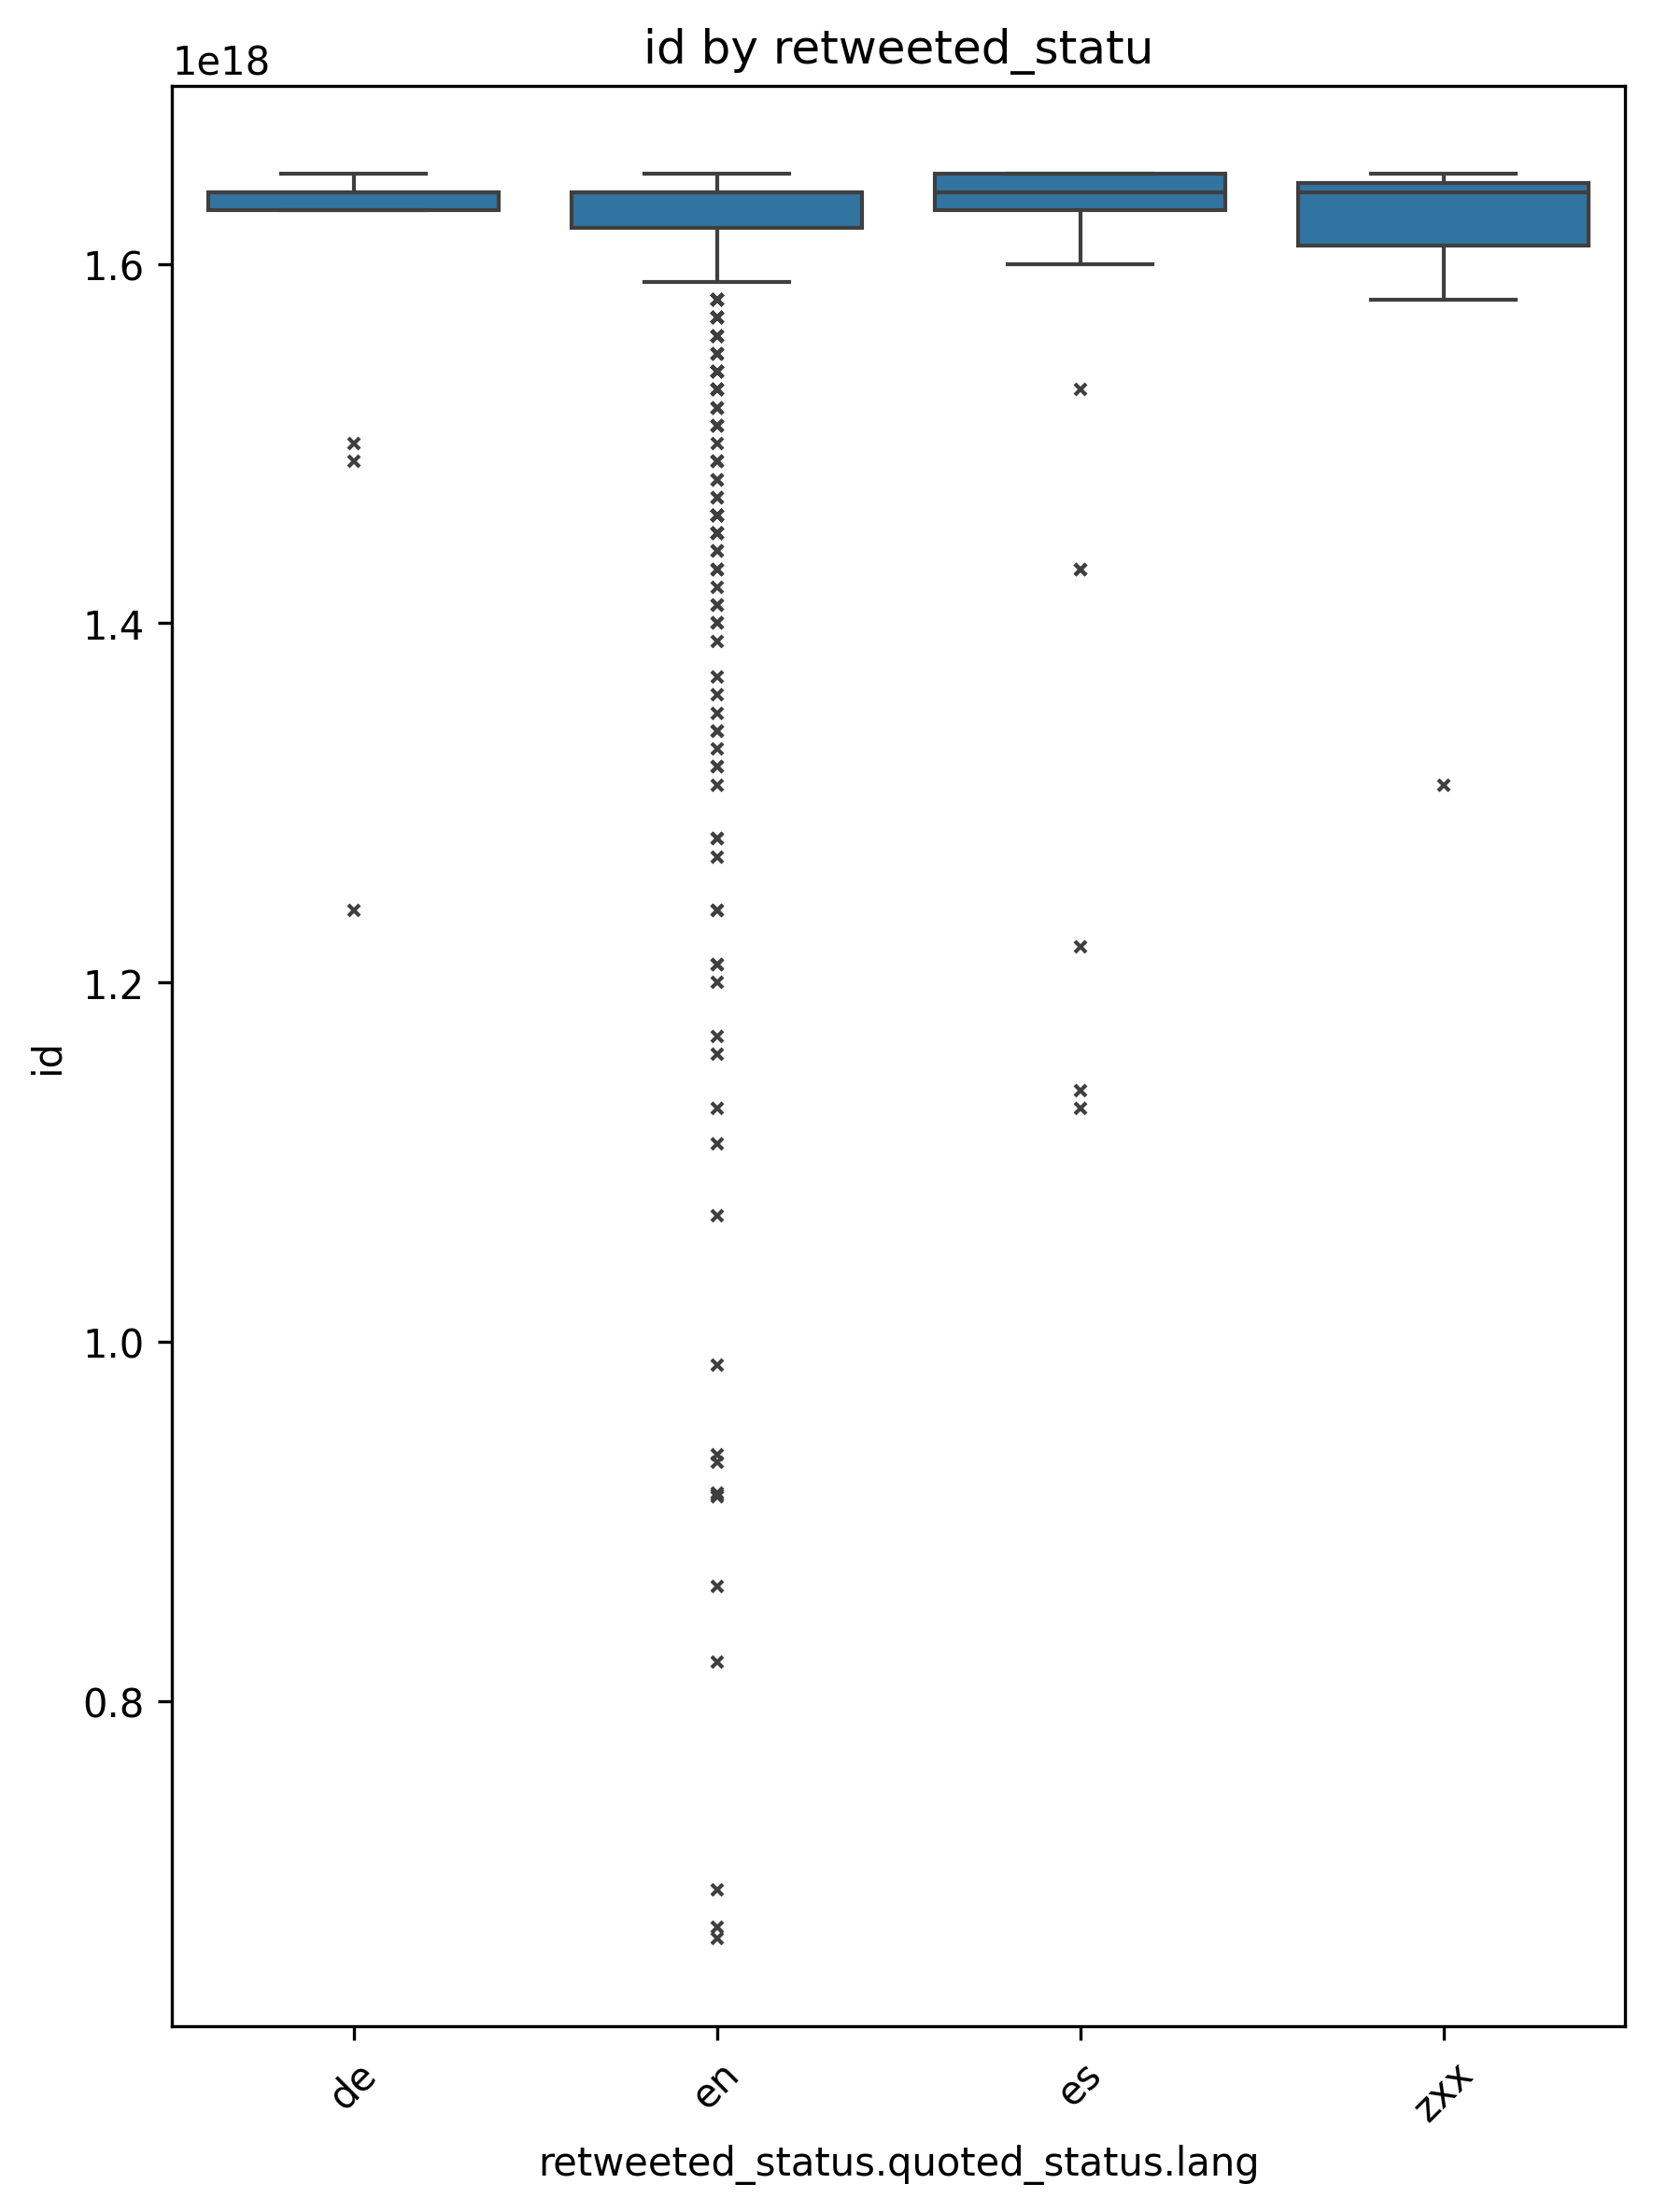 id by retweeted_statu
1e18
1.6
1.4
1.2
1.0
0.8
id
de
en
es
zxx
retweeted_status.quoted_status.lang